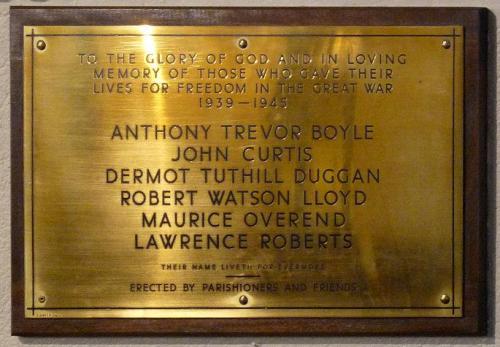 TO THE GLORY OF GOD AND IN LOVING
MEMORY OF THOSE WHO GAVE THEIR
LIVES FOR FREEDOM IN THE GREAT WAR
1939—1945
ANTHONY TREVOR BOYLE
JOHN CURTIS
DERMOT TUTHILL DUGGAN
ROBERT WATSON LLOYD
MAURICE OVEREND
LAWRENCE ROBERTS
THEIR NAME LIVETH FOR EVERMORE
ERECTED BY PARISHIONERS AND FRIENDS